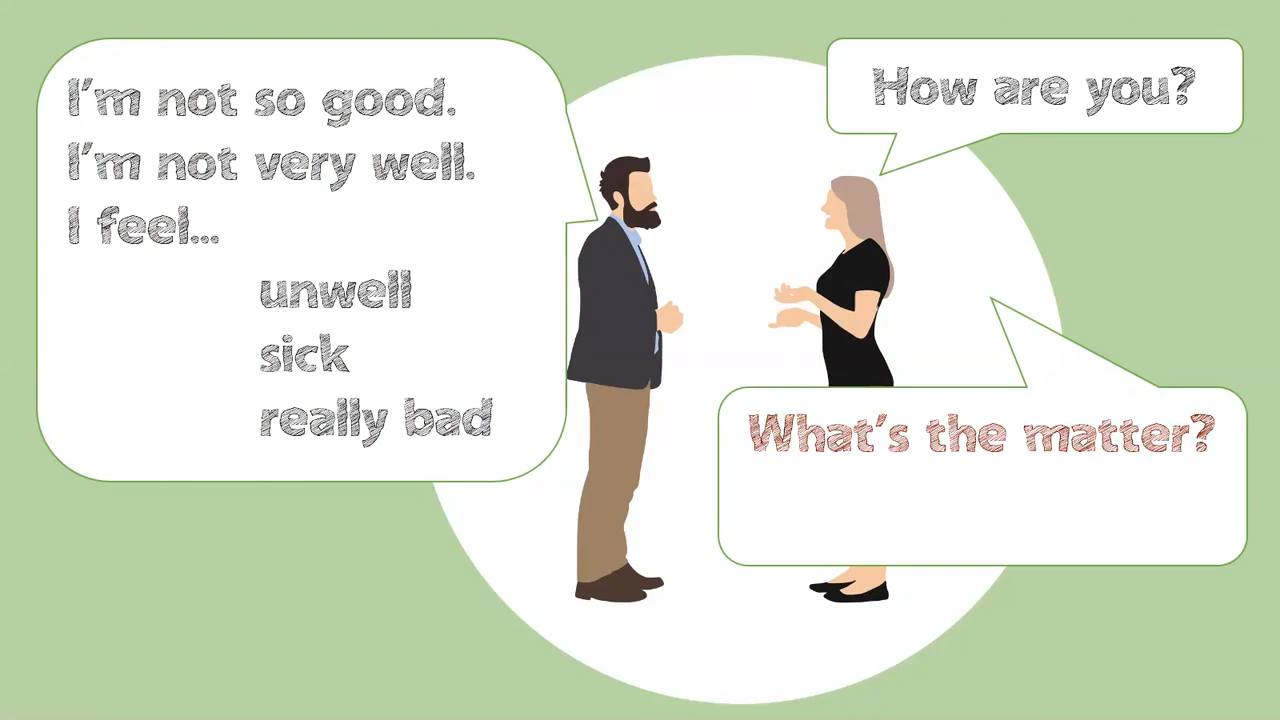 How are you?
I'm not so good.
I'm not very well.
I feel...
unwell
sick
really bad
What's the matter?